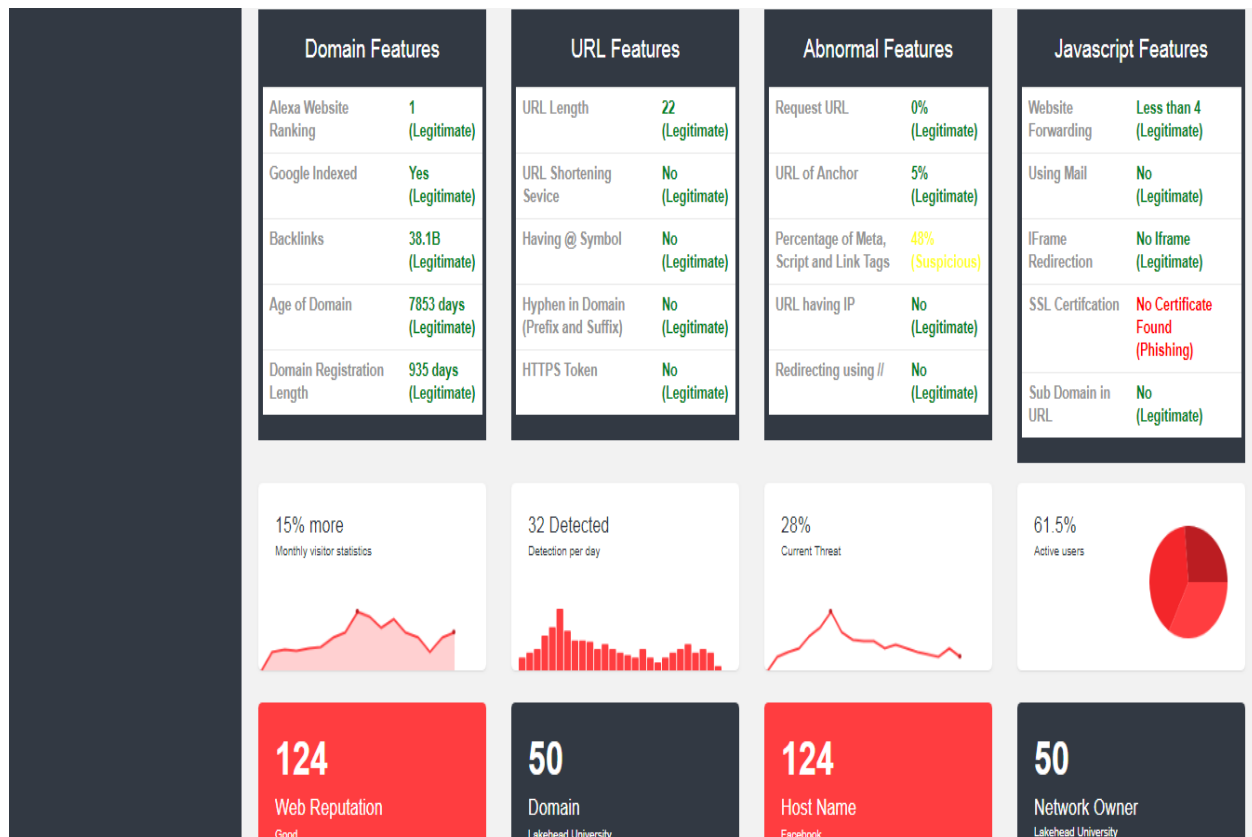 Domain Features
Alexa Website
Ranking
1
(Legitimate)
Google Indexed
Yes
(Legitimate)
Backlinks
38.1B
(Legitimate)
Age of Domain
7853 days
(Legitimate)
Domain Registration
Length
935 days
(Legitimate)
URL Features
URL Length
22
(Legitimate)
URL Shortening
Sevice
No
(Legitimate)
Having @ Symbol
No
(Legitimate)
Hyphen in Domain
(Prefix and Suffix)
No
(Legitimate)
HTTPS Token
No
(Legitimate)
Abnormal Features
Request URL
0%
(Legitimate)
URL of Anchor
5%
(Legitimate)
Percentage of Meta,
Script and Link Tags
48%
(Suspicious)
URL having IP
No
(Legitimate)
Redirecting using //
No
(Legitimate)
Javascript Features
Website
Forwarding
Less than 4
(Legitimate)
Using Mail
No
(Legitimate)
IFrame
Redirection
No Iframe
(Legitimate)
SSL Certifcation
No Certificate
Found
(Phishing)
Sub Domain in
URL
No
(Legitimate)
15% more
Monthly visitor statistics
32 Detected
Detection per day
28%
Current Threat
61.5%
Active users
124
Web Reputation
Good
50
Domain
Lakehead University
124
Host Name
Facebook
50
Network Owner
Lakehead University